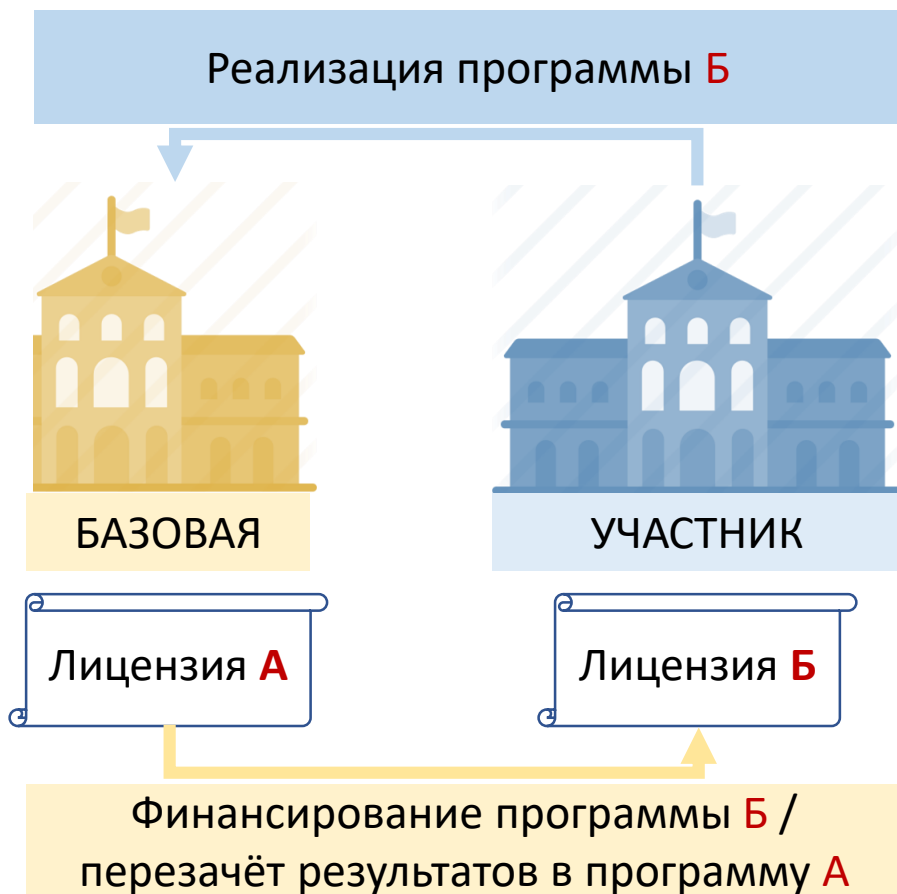 Реализация программы Б
БАЗОВАЯ
УЧАСТНИК
Лицензия А
Лицензия Б
Финансирование программы Б /
перезачёт результатов в программу А